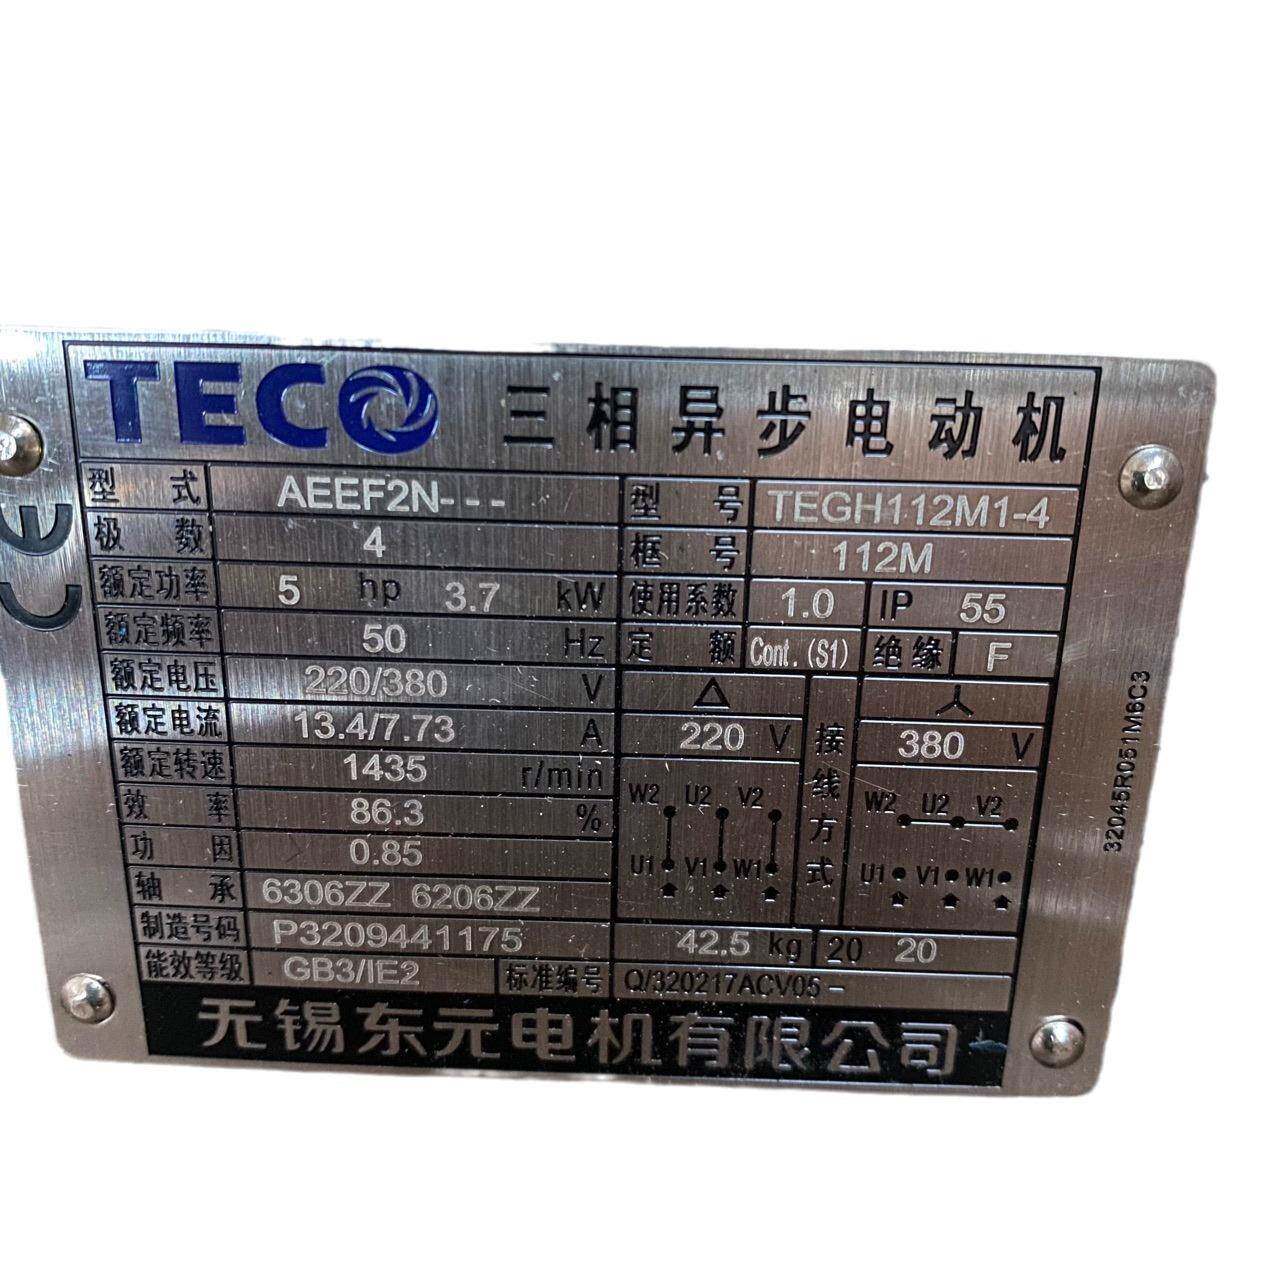 TECO 三相异步电动机
型式 AEEF2N--- 型号 TEGH112M1-4
极数 4 框号 112M
额定功率 5 hp 3.7 kW 使用系数 1.0 IP 55
额定频率 50 Hz 定额 Cont.(S1) 绝缘 F
额定电压 220/380 V △ 接线方式 人
额定电流 13.4/7.73 A 220 V 380 V
额定转速 1435 r/min
效率 86.3 % W2 U2 V2 W2 U2 V2
功因 0.85 U1 V1 W1 U1 V1 W1
轴承 6306ZZ 6206ZZ
制造号码 P3209441175 42.5 kg 20 20
能效等级 GB3/IE2 标准编号 Q/320217ACV05-
无锡东元电机有限公司
CE
32045R051M6C3